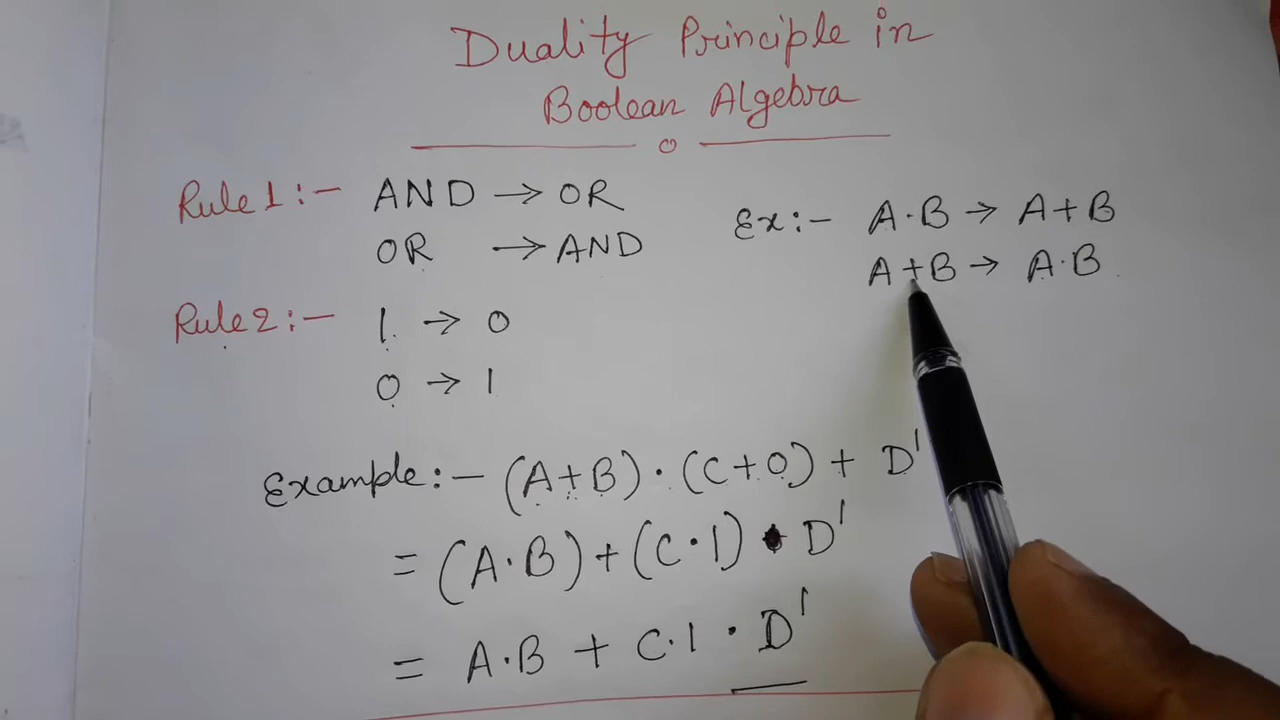 Duality Principle in
Boolean Algebra
Rule 1 :- AND → OR
OR → AND
Ex :- A·B → A+B
A+B → A·B
Rule 2 :- 1 → 0
0 → 1
Example :- (A+B)·(C+0) + D'
= (A·B)+(C·1) · D'
= A·B + C·1 · D'